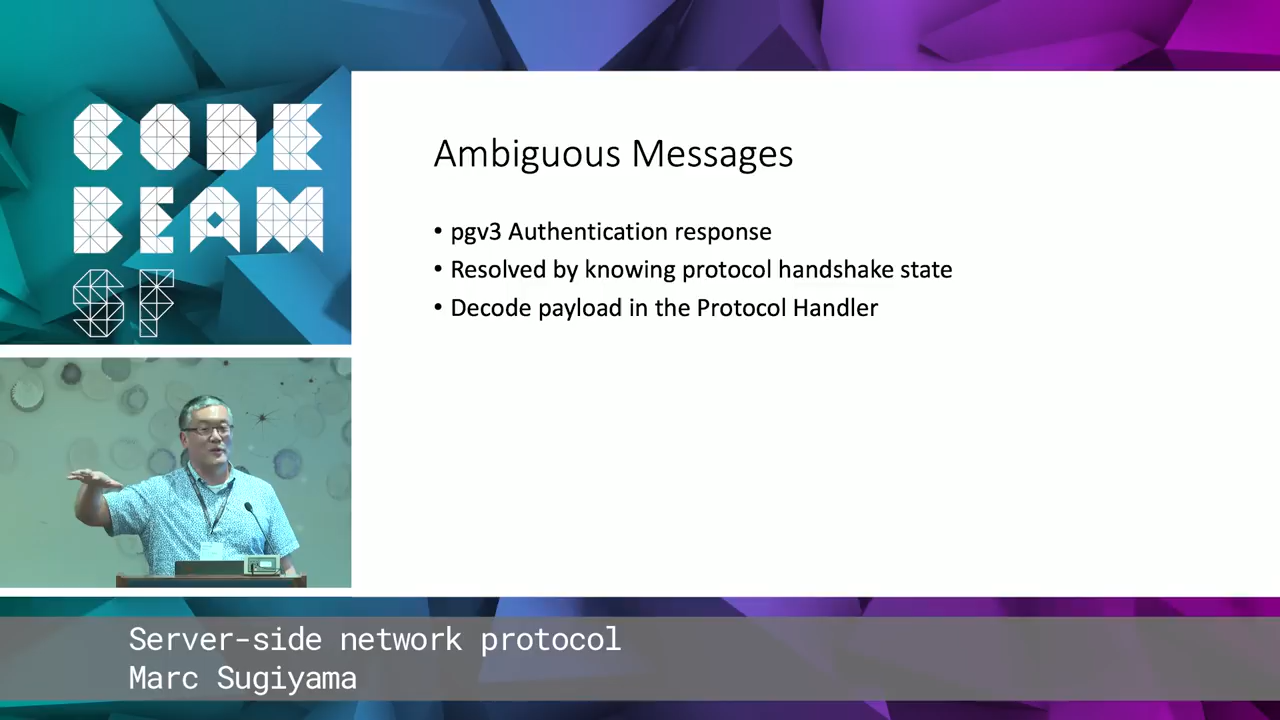 CODE
BEAM
SF
Ambiguous Messages
• pgv3 Authentication response
• Resolved by knowing protocol handshake state
• Decode payload in the Protocol Handler
Server-side network protocol
Marc Sugiyama